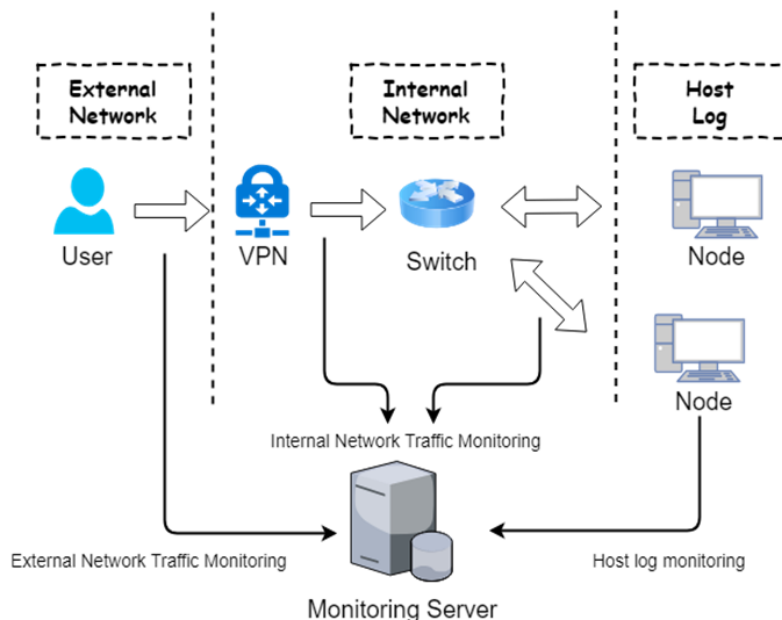 External
Network
Internal
Network
Host
Log
User
VPN
Switch
Node
Node
Internal Network Traffic Monitoring
External Network Traffic Monitoring
Host log monitoring
Monitoring Server